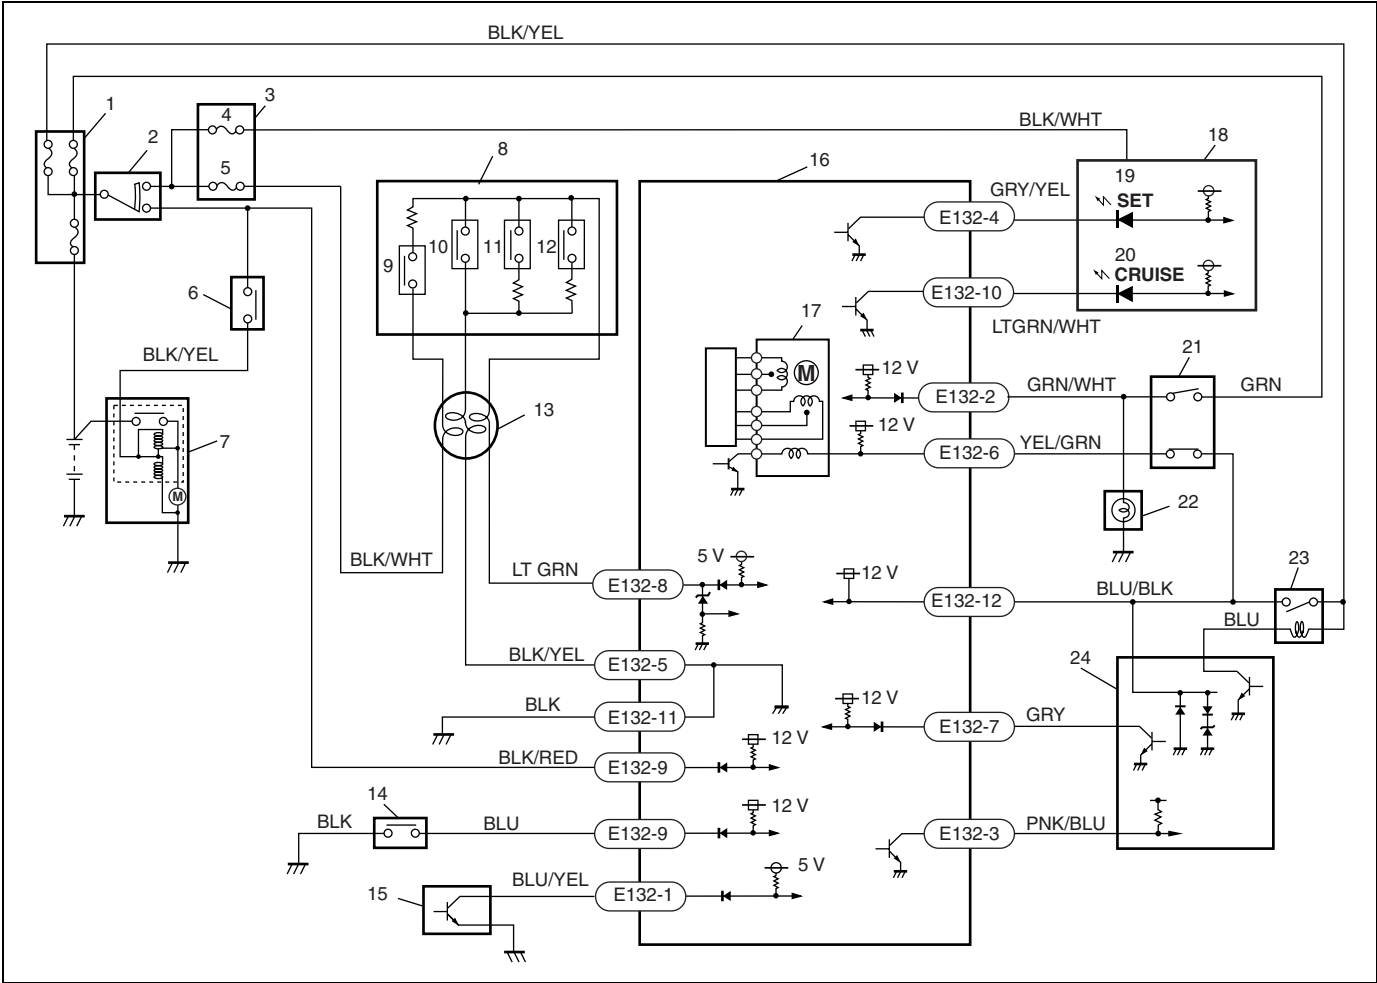 BLK/YEL
1
2
3
4
5
BLK/WHT
18
8
16
19
SET
GRY/YEL
E132-4
20
CRUISE
E132-10
LTGRN/WHT
9
10
11
12
6
17
M
BLK/YEL
12 V
E132-2
GRN/WHT
21
GRN
13
12 V
E132-6
YEL/GRN
7
M
22
BLK/WHT
LT GRN
E132-8
5 V
12 V
E132-12
BLU/BLK
23
BLU
BLK/YEL
E132-5
24
BLK
E132-11
12 V
E132-7
GRY
12 V
BLK/RED
E132-9
14
BLK
BLU
E132-9
12 V
E132-3
PNK/BLU
15
BLU/YEL
E132-1
5 V